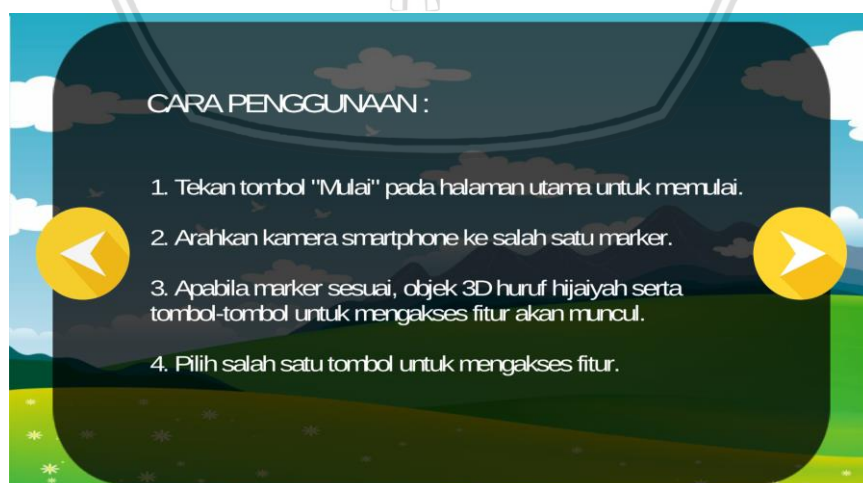 CARA PENGGUNAAN :
1. Tekan tombol "Mulai" pada halaman utama untuk memulai.
2. Arahkan kamera smartphone ke salah satu marker.
3. Apabila marker sesuai, objek 3D huruf hijaiyah serta
tombol-tombol untuk mengakses fitur akan muncul.
4. Pilih salah satu tombol untuk mengakses fitur.